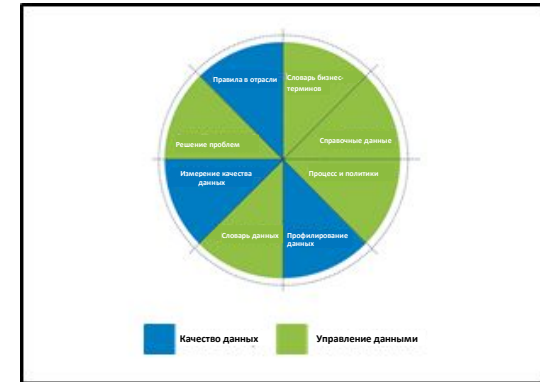 Правила в отрасли
Словарь бизнес-
терминов
Решение проблем
Справочные данные
Измерение качества
данных
Процесс и политики
Словарь данных
Профилирование
данных
Качество данных
Управление данными